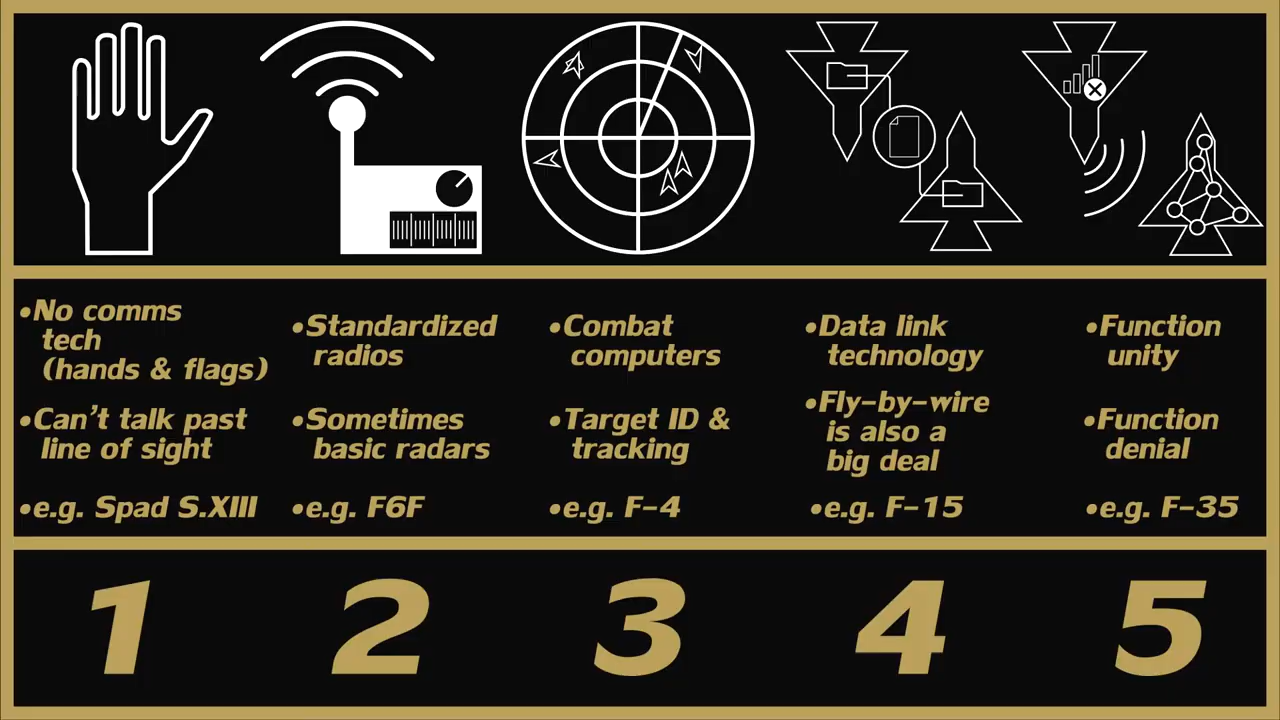 •No comms
tech
(hands & flags)
•Can't talk past
line of sight
•e.g. Spad S.XIII
•Standardized
radios
•Sometimes
basic radars
•e.g. F6F
•Combat
computers
•Target ID &
tracking
•e.g. F-4
•Data link
technology
•Fly-by-wire
is also a
big deal
•e.g. F-15
•Function
unity
•Function
denial
•e.g. F-35
1 2 3 4 5